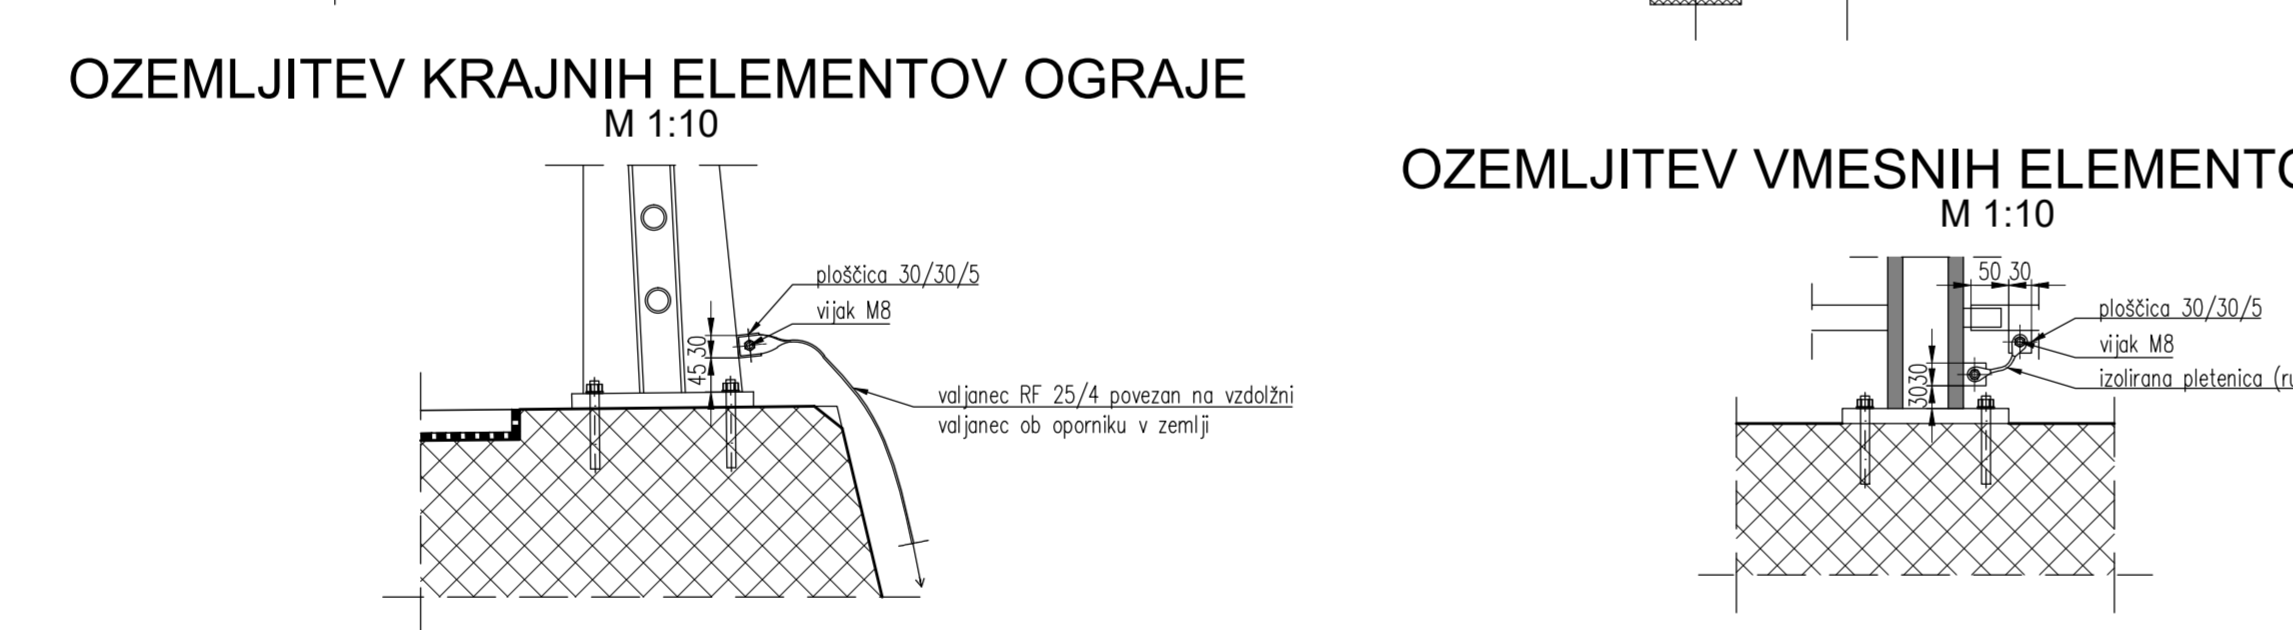 OZEMLJITEV KRAJNIH ELEMENTOV OGRAJE
M 1:10
ploščica 30/30/5
vijak M8
45 30
valjanec RF 25/4 povezan na vzdolžni
valjanec ob oporniku v zemlji
OZEMLJITEV VMESNIH ELEMENTO
M 1:10
50 30
ploščica 30/30/5
vijak M8
30 30
izolirana pletenica (ru